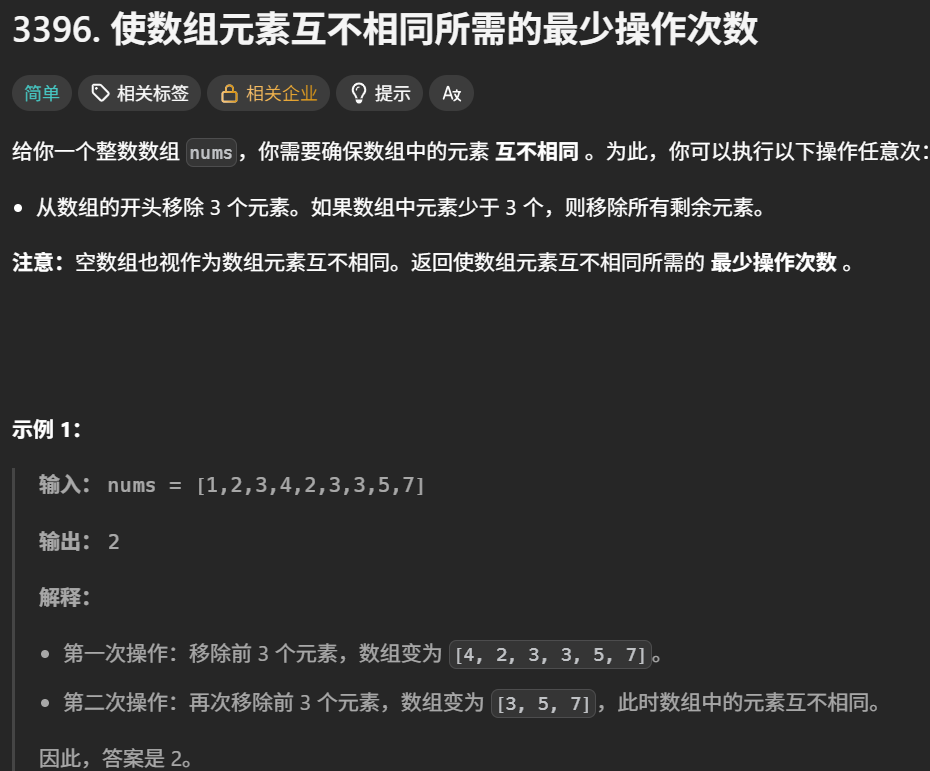 3396. 使数组元素互不相同所需的最少操作次数
简单 相关标签 相关企业 提示 Aず
给你一个整数数组 nums，你需要确保数组中的元素 互不相同 。为此，你可以执行以下操作任意次：
• 从数组的开头移除 3 个元素。如果数组中元素少于 3 个，则移除所有剩余元素。
注意：空数组也视作为数组元素互不相同。返回使数组元素互不相同所需的 最少操作次数 。
示例 1：
输入： nums = [1,2,3,4,2,3,3,5,7]
输出： 2
解释：
• 第一次操作：移除前 3 个元素，数组变为 [4, 2, 3, 3, 5, 7]。
• 第二次操作：再次移除前 3 个元素，数组变为 [3, 5, 7]，此时数组中的元素互不相同。
因此，答案是 2。